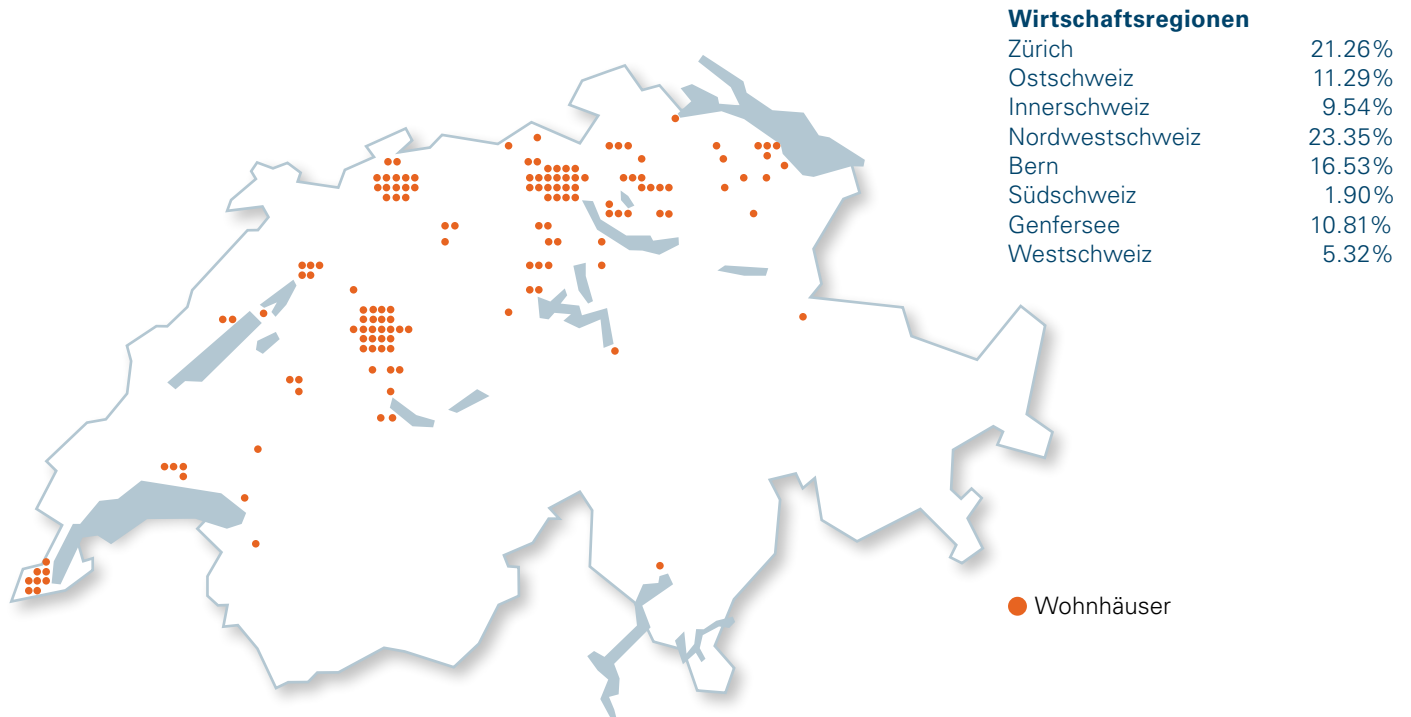 Wirtschaftsregionen
Zürich 21.26%
Ostschweiz 11.29%
Innerschweiz 9.54%
Nordwestschweiz 23.35%
Bern 16.53%
Südschweiz 1.90%
Genfersee 10.81%
Westschweiz 5.32%
Wohnhäuser